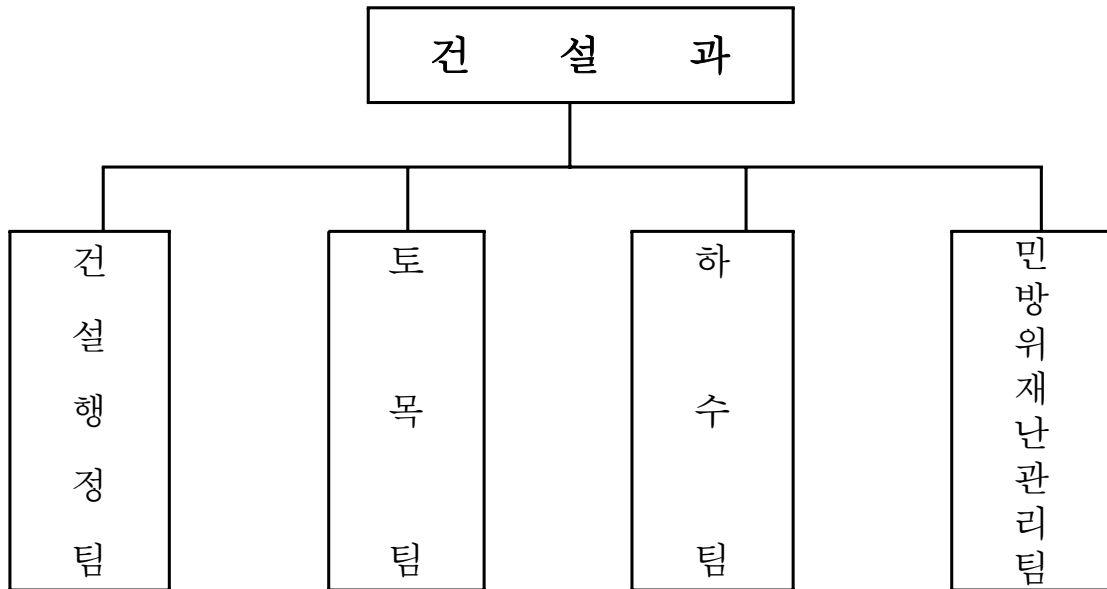 건 설 과
건설행정팀
토목팀
하수팀
민방위재난관리팀